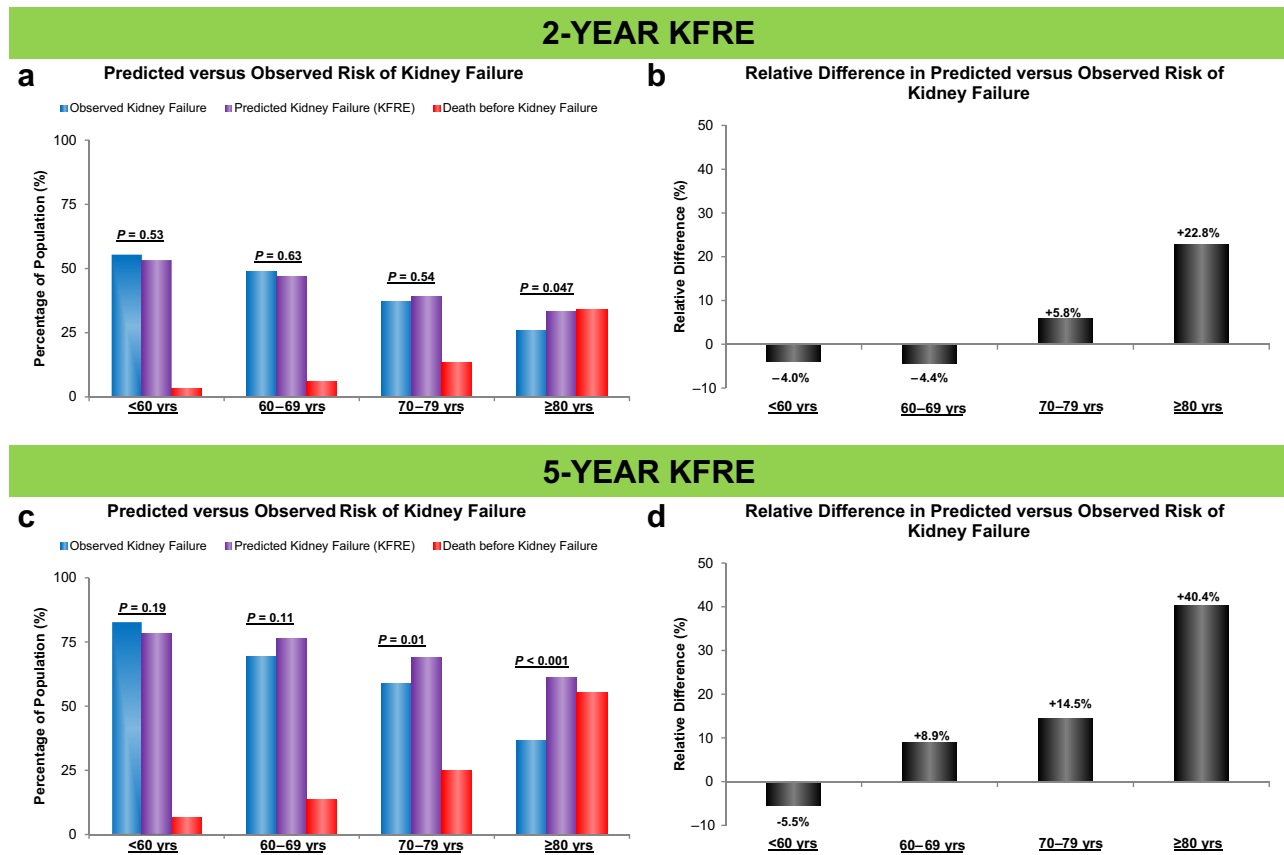 2-YEAR KFRE
a
Predicted versus Observed Risk of Kidney Failure
Observed Kidney Failure Predicted Kidney Failure (KFRE) Death before Kidney Failure
Percentage of Population (%)
100
75
50
25
0
P = 0.53
P = 0.63
P = 0.54
P = 0.047
<60 yrs 60–69 yrs 70–79 yrs ≥80 yrs
b
Relative Difference in Predicted versus Observed Risk of
Kidney Failure
Relative Difference (%)
50
40
30
20
10
0
–10
–4.0%
–4.4%
+5.8%
+22.8%
<60 yrs 60–69 yrs 70–79 yrs ≥80 yrs
5-YEAR KFRE
c
Predicted versus Observed Risk of Kidney Failure
Observed Kidney Failure Predicted Kidney Failure (KFRE) Death before Kidney Failure
Percentage of Population (%)
100
75
50
25
0
P = 0.19
P = 0.11
P = 0.01
P < 0.001
<60 yrs 60–69 yrs 70–79 yrs ≥80 yrs
d
Relative Difference in Predicted versus Observed Risk of
Kidney Failure
Relative Difference (%)
50
40
30
20
10
0
–10
-5.5%
+8.9%
+14.5%
+40.4%
<60 yrs 60–69 yrs 70–79 yrs ≥80 yrs